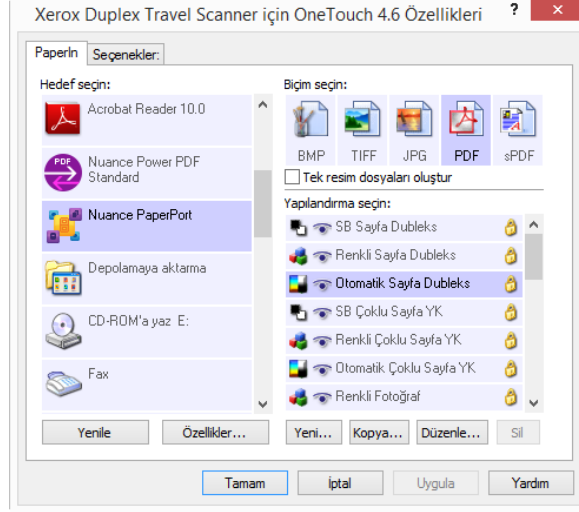 Xerox Duplex Travel Scanner için OneTouch 4.6 Özellikleri
PaperIn
Seçenekler:
Hedef seçin:
Acrobat Reader 10.0
PDF
Nuance Power PDF
Standard
Nuance PaperPort
Depolamaya aktarma
CD-ROM'a yaz E:
Fax
Yenile
Özellikler...
Biçim seçin:
BMP
TIFF
JPG
PDF
sPDF
Tek resim dosyaları oluştur
Yapılandırma seçin:
SB Sayfa Dubleks
Renkli Sayfa Dubleks
Otomatik Sayfa Dubleks
SB Çoklu Sayfa YK
Renkli Çoklu Sayfa YK
Otomatik Çoklu Sayfa YK
Renkli Fotoğraf
Yeni...
Kopya...
Düzenle...
Sil
Tamam
İptal
Uygula
Yardım